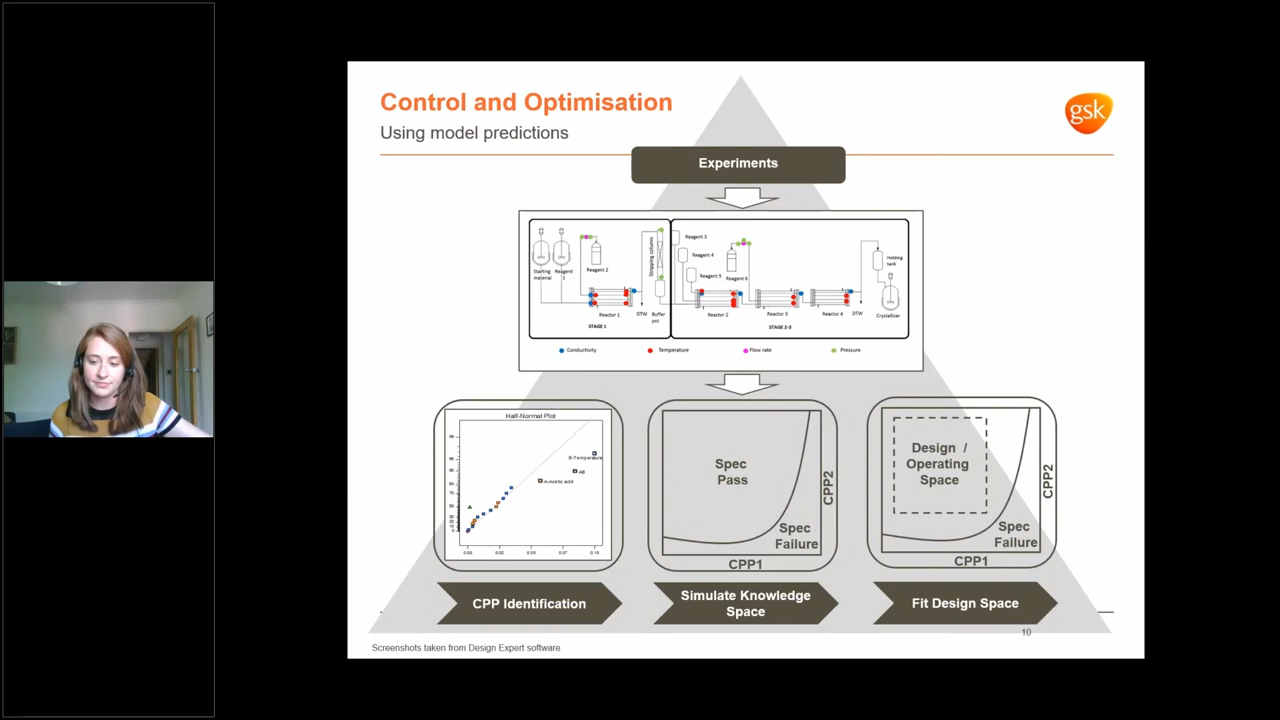 Control and Optimisation
Using model predictions
gsk
Experiments
Starting
material
Reagent
1
Reagent 2
Reactor 1
STAGE 1
DTW
Stripping column
Buffer
pot
Reagent 3
Reagent 4
Reagent 5
Reagent 6
Reactor 2
Reactor 3
Reactor 4
STAGE 2-3
DTW
Holding
tank
Crystallizer
Conductivity
Temperature
Flow rate
Pressure
Half-Normal Plot
B-Temperature
AB
A-Acetic acid
Spec
Pass
Spec
Failure
CPP1
CPP2
Design /
Operating
Space
Spec
Failure
CPP1
CPP2
CPP Identification
Simulate Knowledge
Space
Fit Design Space
10
Screenshots taken from Design Expert software